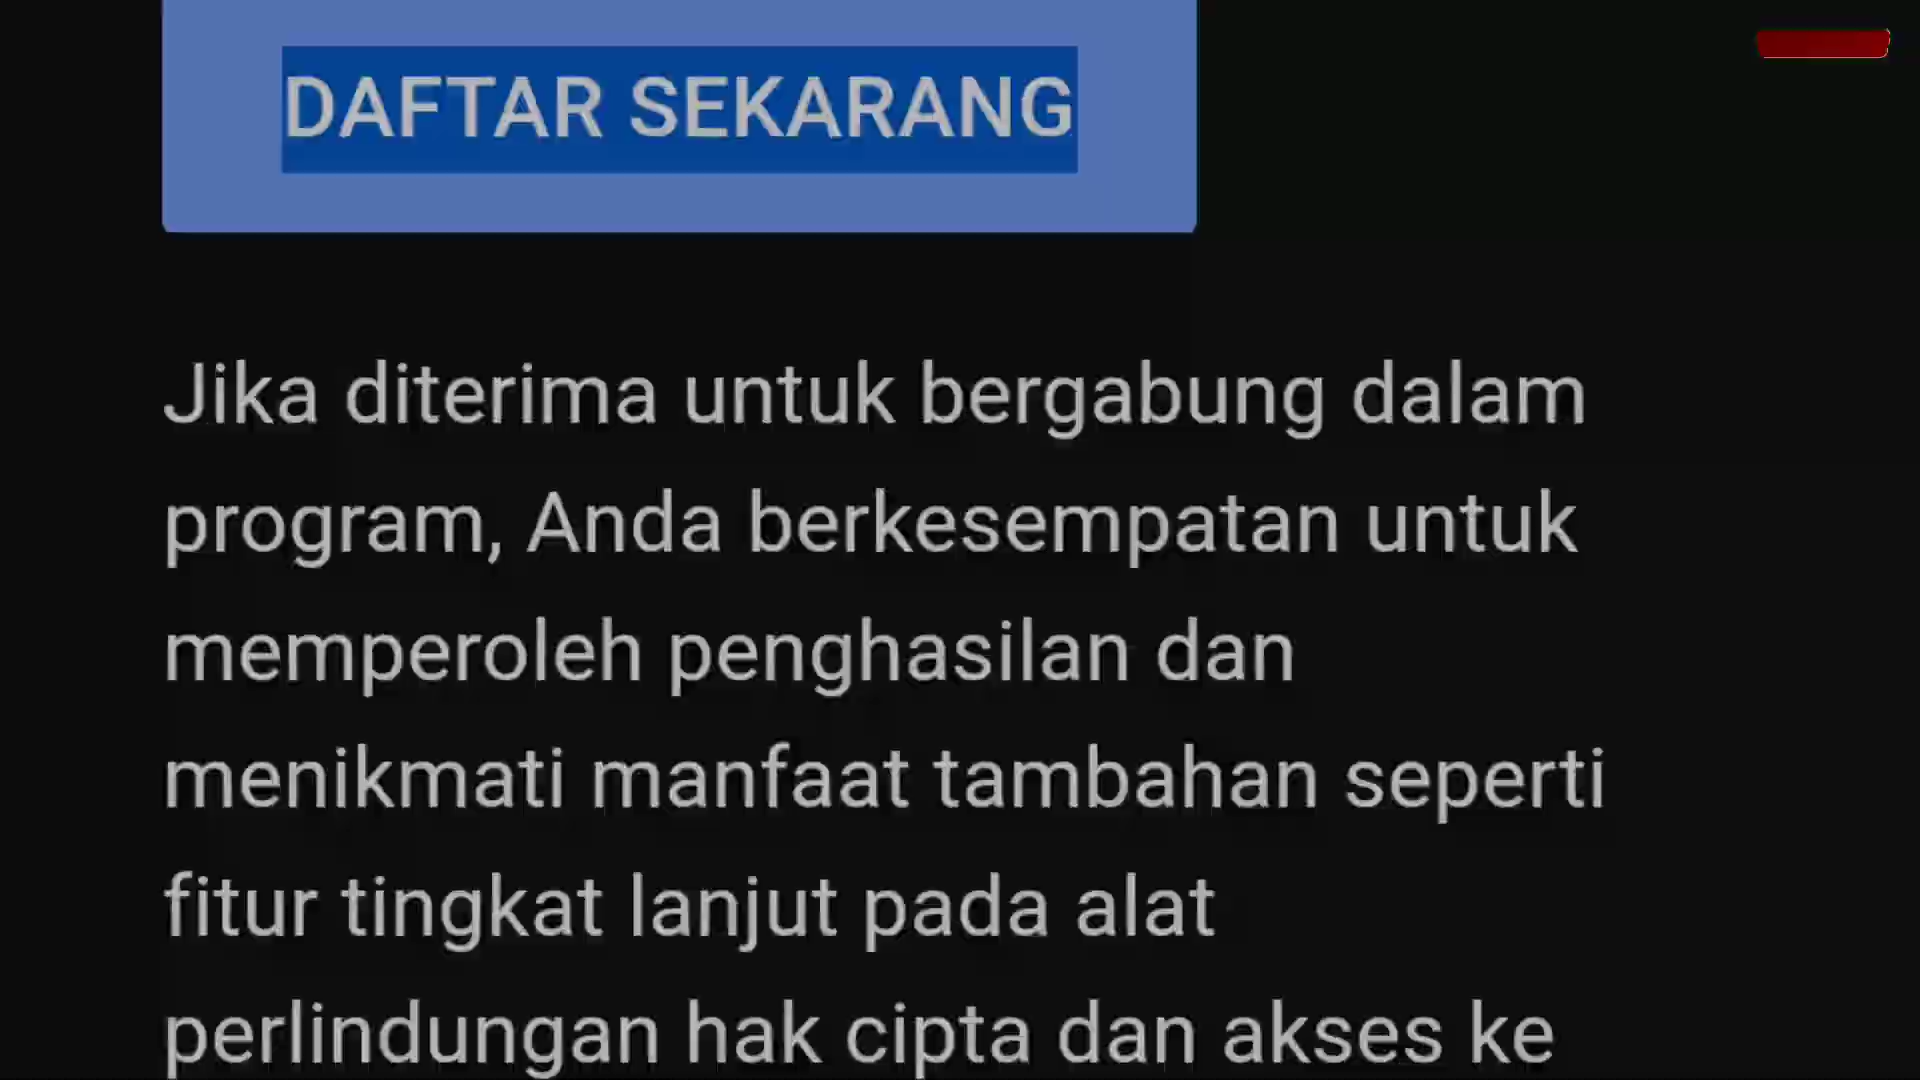 DAFTAR SEKARANG
Jika diterima untuk bergabung dalam
program, Anda berkesempatan untuk
memperoleh penghasilan dan
menikmati manfaat tambahan seperti
fitur tingkat lanjut pada alat
perlindungan hak cipta dan akses ke